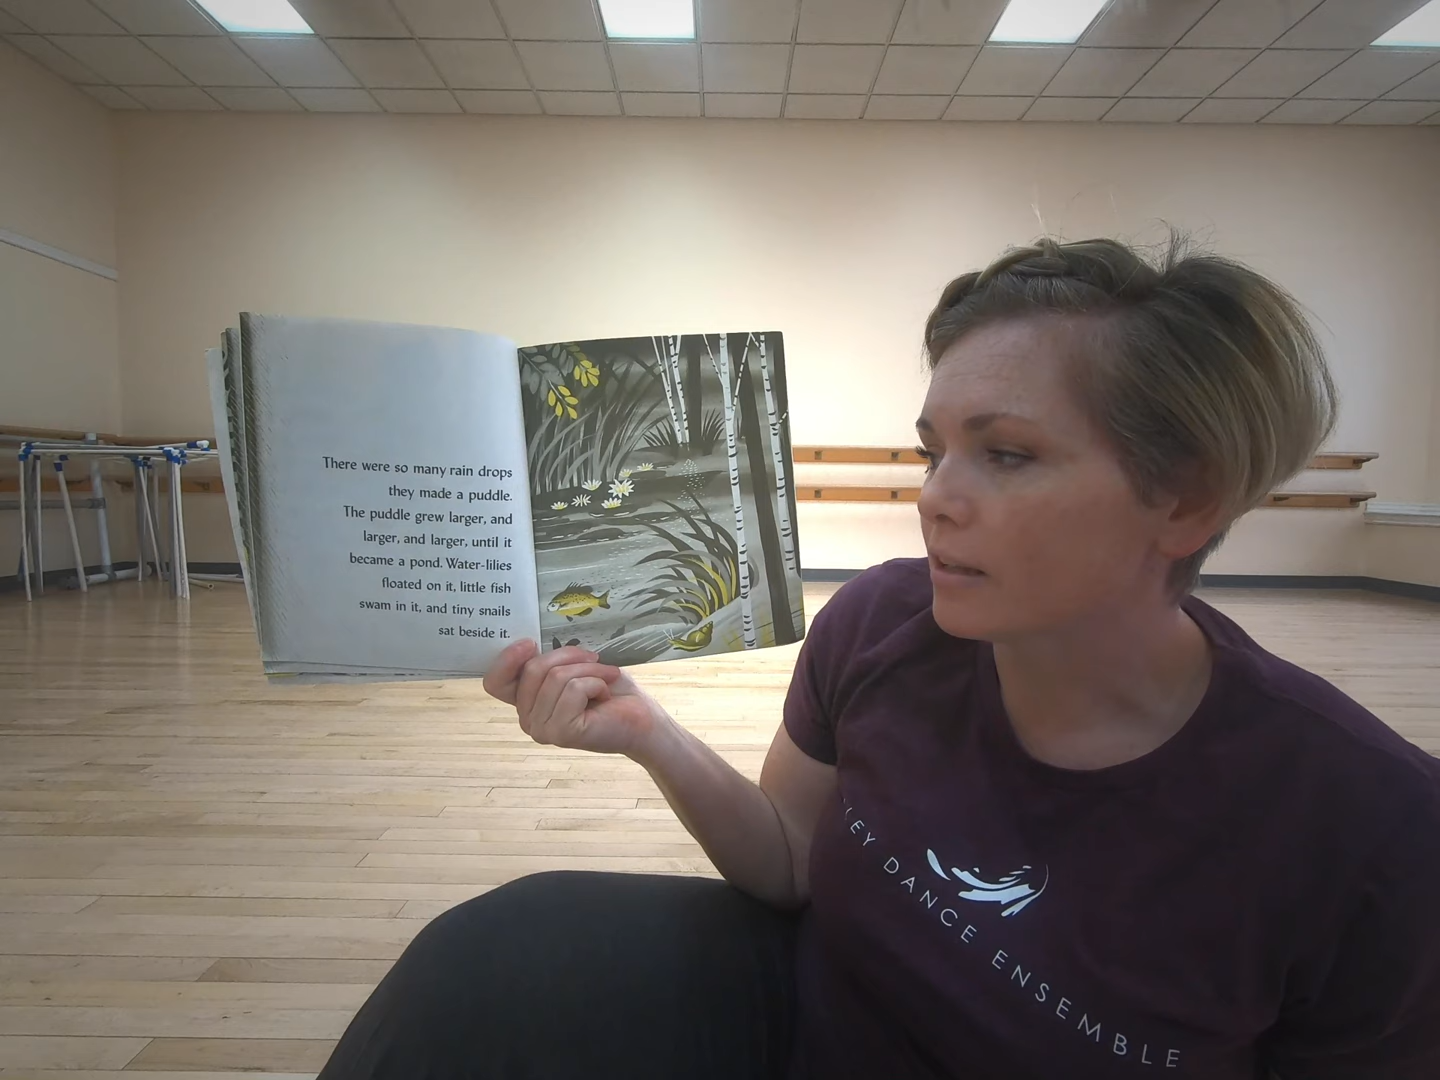 There were so many rain drops
they made a puddle.
The puddle grew larger, and
larger, and larger, until it
became a pond. Water-lilies
floated on it, little fish
swam in it, and tiny snails
sat beside it.
DANCE ENSEMBLE